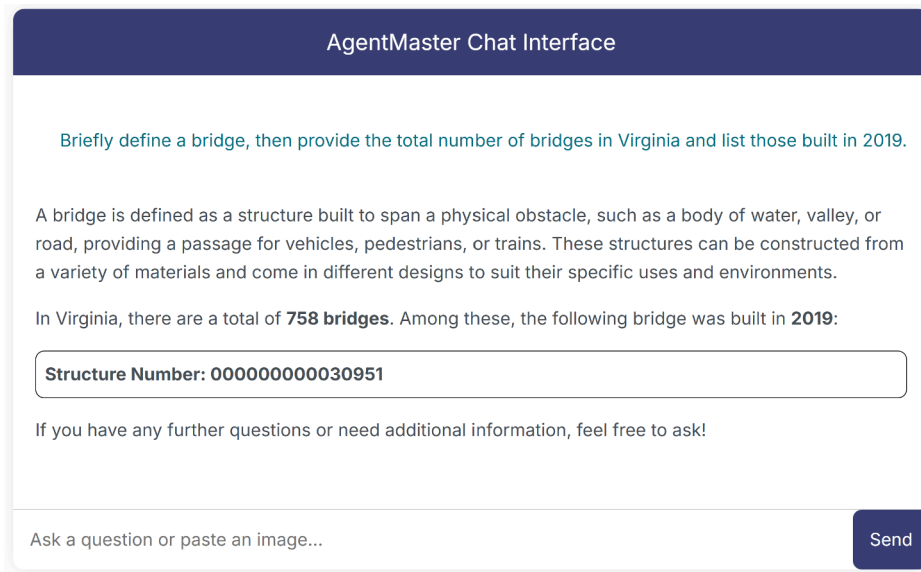 AgentMaster Chat Interface
Briefly define a bridge, then provide the total number of bridges in Virginia and list those built in 2019.
A bridge is defined as a structure built to span a physical obstacle, such as a body of water, valley, or
road, providing a passage for vehicles, pedestrians, or trains. These structures can be constructed from
a variety of materials and come in different designs to suit their specific uses and environments.
In Virginia, there are a total of 758 bridges. Among these, the following bridge was built in 2019:
Structure Number: 000000000030951
If you have any further questions or need additional information, feel free to ask!
Ask a question or paste an image...
Send